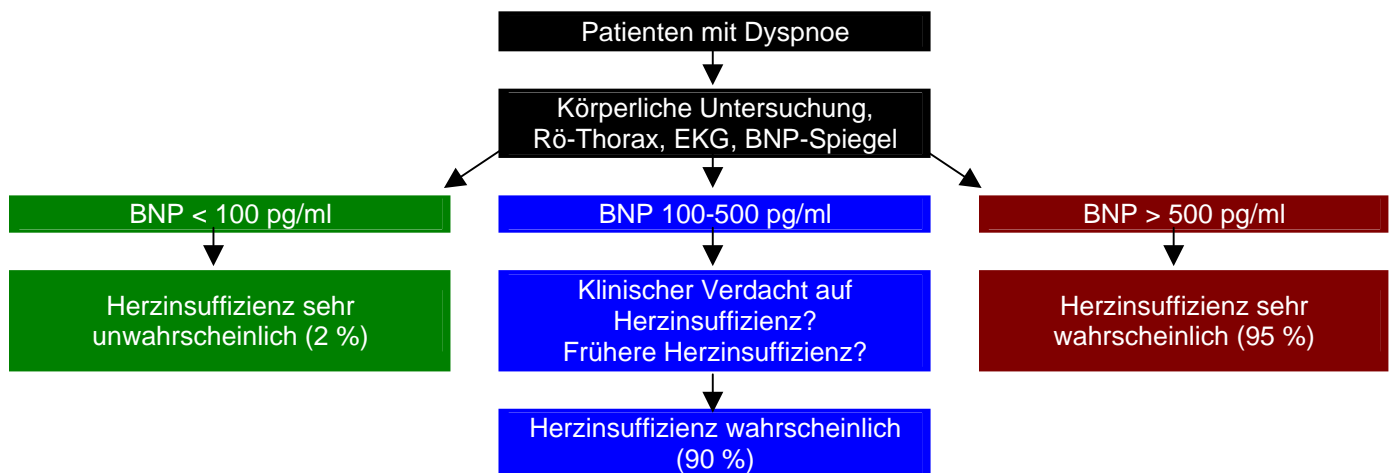 Patienten mit Dyspnoe
Körperliche Untersuchung,
Rö-Thorax, EKG, BNP-Spiegel
BNP < 100 pg/ml
BNP 100-500 pg/ml
BNP > 500 pg/ml
Herzinsuffizienz sehr
unwahrscheinlich (2 %)
Klinischer Verdacht auf
Herzinsuffizienz?
Frühere Herzinsuffizienz?
Herzinsuffizienz sehr
wahrscheinlich (95 %)
Herzinsuffizienz wahrscheinlich
(90 %)